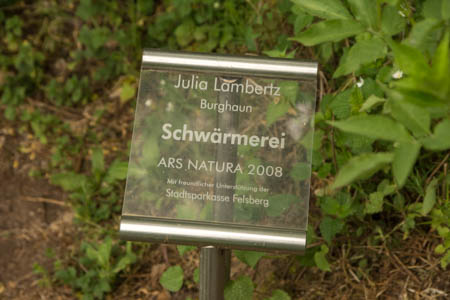 Julia Lambertz
Burghaun
Schwärmerei
ARS NATURA 2008
Mit freundlicher Unterstützung der
Stadtsparkasse Felsberg